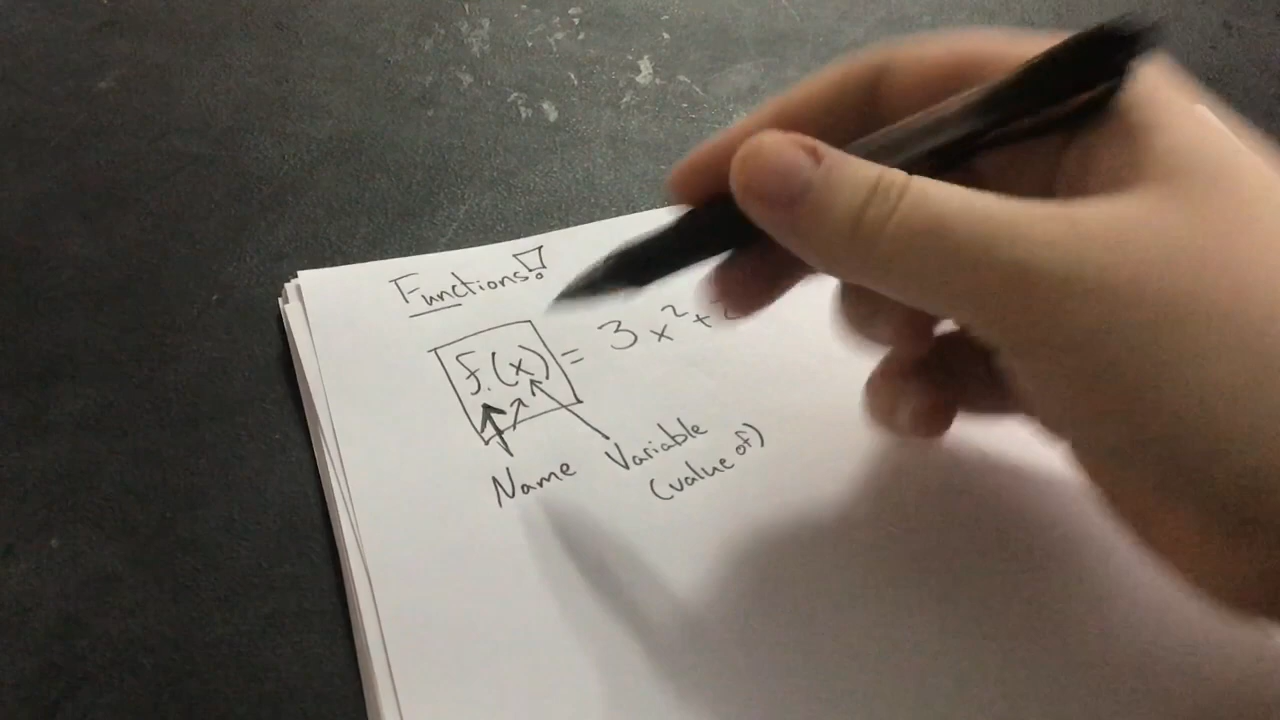 Functions!
f(x) = 3x² +
Name Variable
(value of)